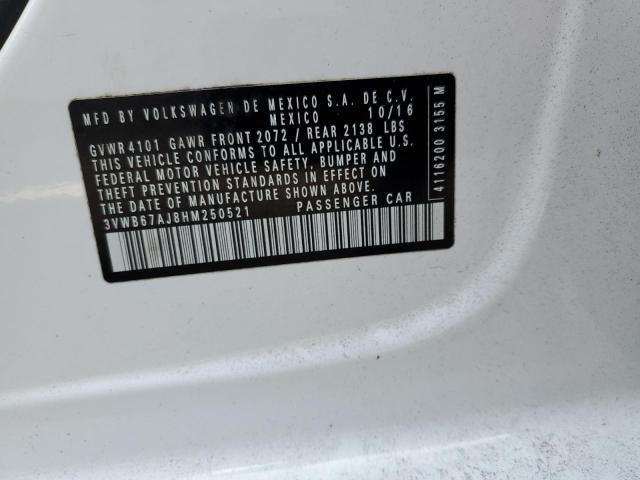 MFD BY VOLKSWAGEN DE MEXICO S.A. DE C.V.
MEXICO 10/16
GVWR4101 GAWR FRONT 2072 / REAR 2138 LBS
THIS VEHICLE CONFORMS TO ALL APPLICABLE U.S.
FEDERAL MOTOR VEHICLE SAFETY, BUMPER AND
THEFT PREVENTION STANDARDS IN EFFECT ON
THE DATE OF MANUFACTURE SHOWN ABOVE.
3VWB67AJ8HM250521 PASSENGER CAR
4116200 3155 M